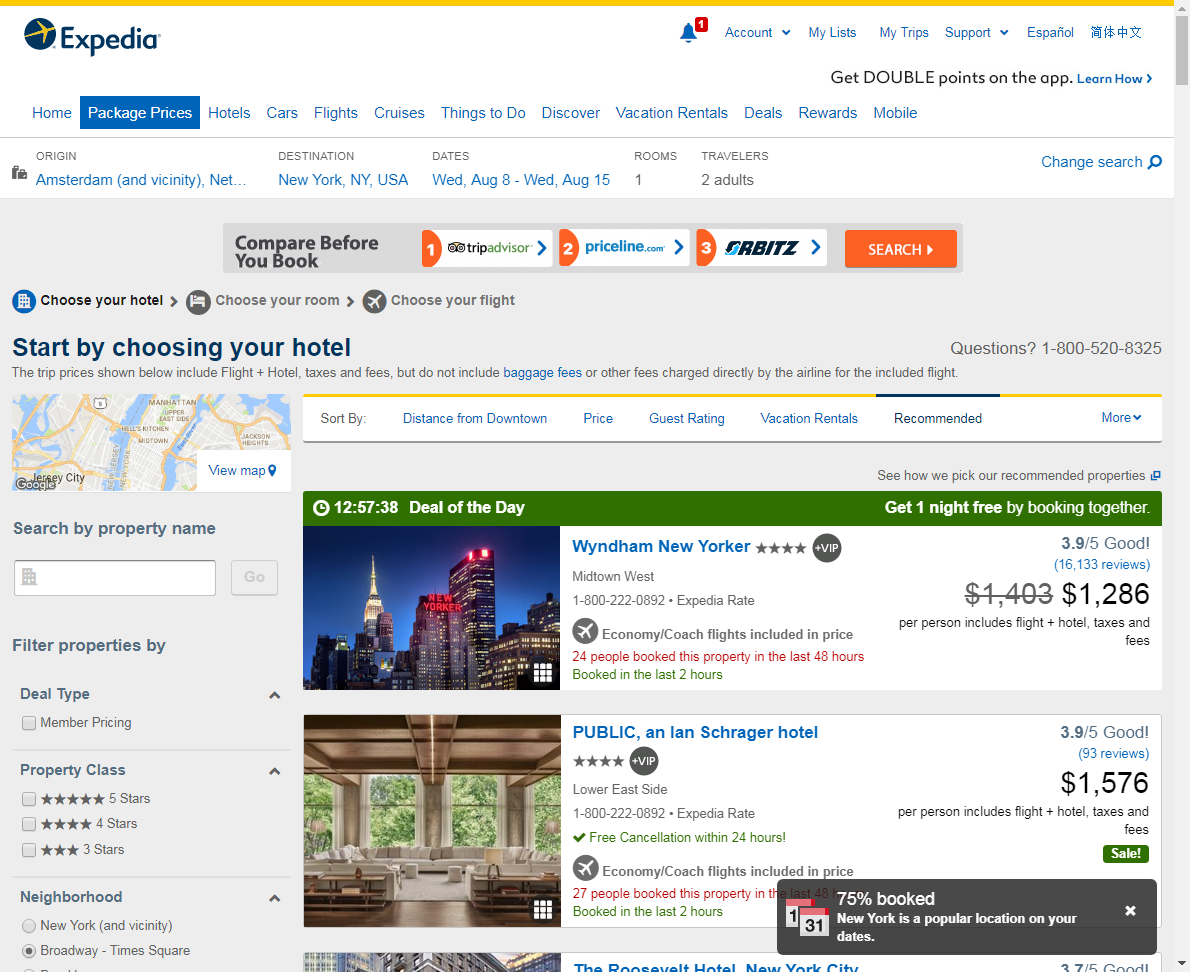 Expedia
1
Account
My Lists
My Trips
Support
Español
简体中文
Get DOUBLE points on the app. Learn How
Home
Package Prices
Hotels
Cars
Flights
Cruises
Things to Do
Discover
Vacation Rentals
Deals
Rewards
Mobile
ORIGIN
Amsterdam (and vicinity), Net...
DESTINATION
New York, NY, USA
DATES
Wed, Aug 8 - Wed, Aug 15
ROOMS
1
TRAVELERS
2 adults
Change search
Compare Before
You Book
1 tripadvisor
2 priceline.com
3 ORBITZ
SEARCH
Choose your hotel
Choose your room
Choose your flight
Start by choosing your hotel
Questions? 1-800-520-8325
The trip prices shown below include Flight + Hotel, taxes and fees, but do not include baggage fees or other fees charged directly by the airline for the included flight.
MANHATTAN
9
UPPER
EAST SIDE
HELL'S KITCHEN
MIDTOWN
JACKSON
HEIGHTS
NEW JERSEY
NEW YORK
East River
Jersey City
Google
View map
Sort By:
Distance from Downtown
Price
Guest Rating
Vacation Rentals
Recommended
More
See how we pick our recommended properties
Search by property name
Go
Filter properties by
Deal Type
Member Pricing
Property Class
5 Stars
4 Stars
3 Stars
Neighborhood
New York (and vicinity)
Broadway - Times Square
12:57:38 Deal of the Day
Get 1 night free by booking together.
NEW
YORKER
Wyndham New Yorker
+VIP
Midtown West
1-800-222-0892 • Expedia Rate
Economy/Coach flights included in price
24 people booked this property in the last 48 hours
Booked in the last 2 hours
3.9/5 Good!
(16,133 reviews)
$1,403 $1,286
per person includes flight + hotel, taxes and
fees
PUBLIC, an Ian Schrager hotel
+VIP
Lower East Side
1-800-222-0892 • Expedia Rate
Free Cancellation within 24 hours!
Economy/Coach flights included in price
27 people booked this property in the last 48 hours
Booked in the last 2 hours
3.9/5 Good!
(93 reviews)
$1,576
per person includes flight + hotel, taxes and
fees
Sale!
1
31
75% booked
New York is a popular location on your
dates.
The Roosevelt Hotel, New York City
3.7/5 Good!